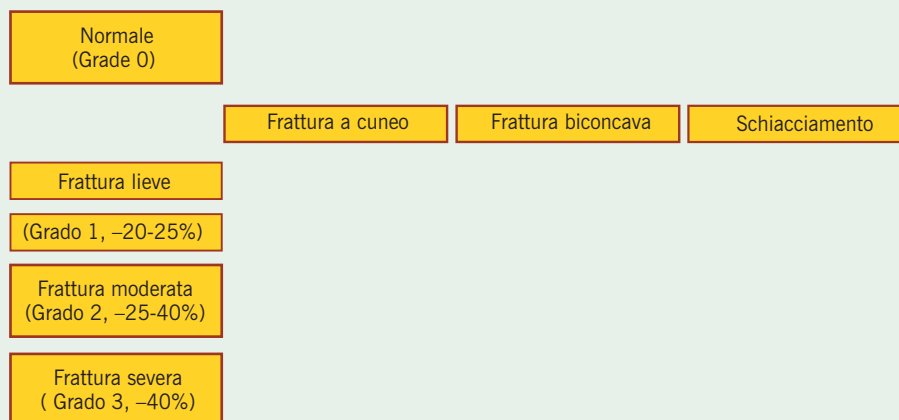 Normale
(Grade 0)
Frattura a cuneo
Frattura biconcava
Schiacciamento
Frattura lieve
(Grado 1, –20-25%)
Frattura moderata
(Grado 2, –25-40%)
Frattura severa
( Grado 3, –40%)